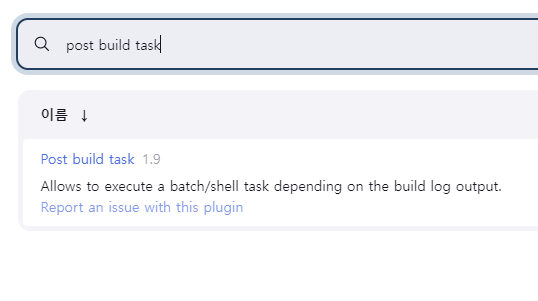 post build task
이름 ↓
Post build task 1.9
Allows to execute a batch/shell task depending on the build log output.
Report an issue with this plugin